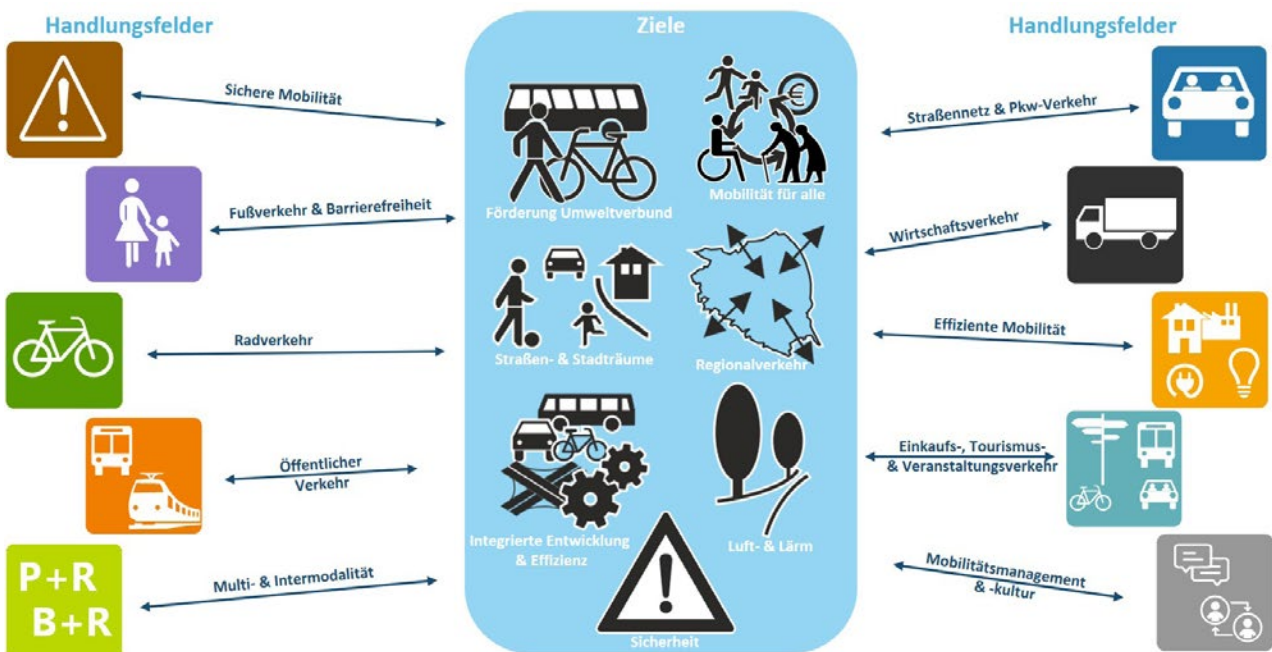 Handlungsfelder
Sichere Mobilität
Fußverkehr & Barrierefreiheit
Radverkehr
Öffentlicher
Verkehr
P+R
B+R
Multi- & Intermodalität
Ziele
Förderung Umweltverbund
€
Mobilität für alle
Straßen- & Stadträume
Regionalverkehr
Integrierte Entwicklung
& Effizienz
Luft- & Lärm
Sicherheit
Handlungsfelder
Straßennetz & Pkw-Verkehr
Wirtschaftsverkehr
Effiziente Mobilität
Einkaufs-, Tourismus-
& Veranstaltungsverkehr
Mobilitätsmanagement
& -kultur